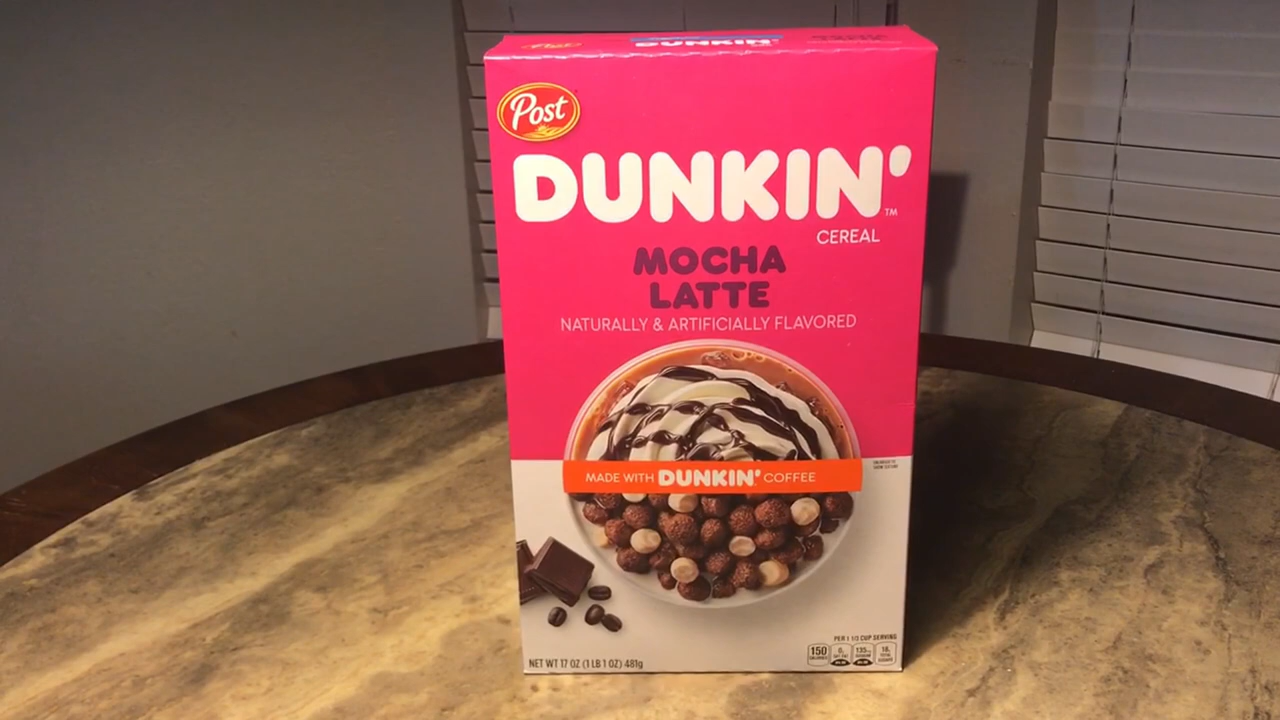 DUNKIN'
Post
DUNKIN'
TM
CEREAL
MOCHA
LATTE
NATURALLY & ARTIFICIALLY FLAVORED
MADE WITH DUNKIN' COFFEE
PER 1 1/3 CUP SERVING
150
CALORIES
NET WT 17 OZ (1 LB 1 OZ) 481g